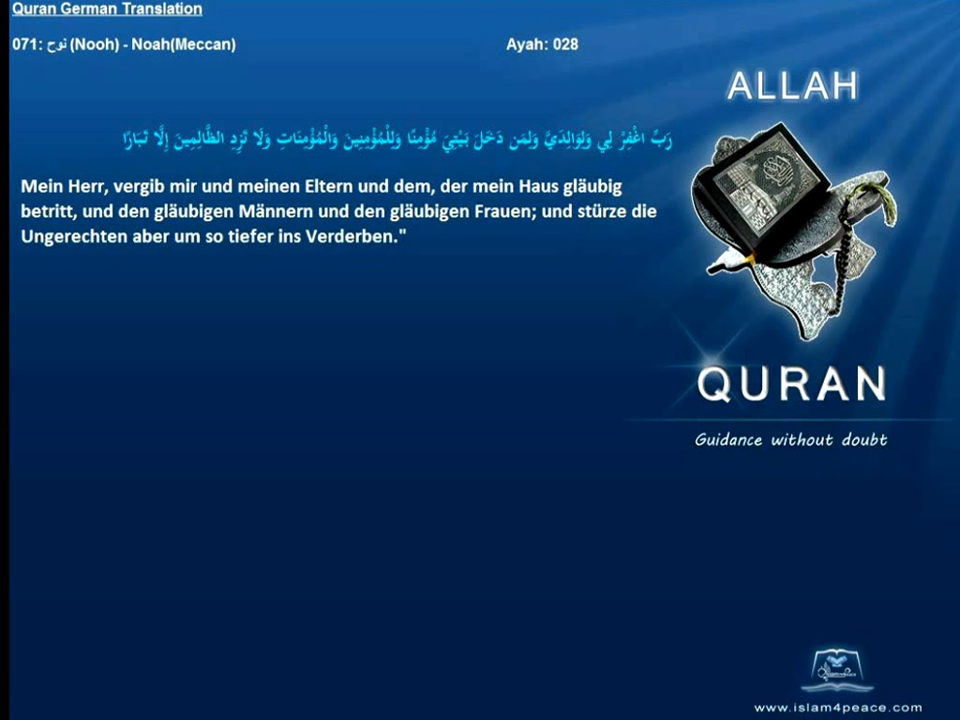 Quran German Translation
071: نوح (Nooh) - Noah(Meccan)
Ayah: 028
رَبِّ اغْفِرْ لِي وَلِوَالِدَيَّ وَلِمَن دَخَلَ بَيْتِيَ مُؤْمِنًا وَلِلْمُؤْمِنِينَ وَالْمُؤْمِنَاتِ وَلَا تَزِدِ الظَّالِمِينَ إِلَّا تَبَارًا
Mein Herr, vergib mir und meinen Eltern und dem, der mein Haus gläubig
betritt, und den gläubigen Männern und den gläubigen Frauen; und stürze die
Ungerechten aber um so tiefer ins Verderben."
ALLAH
QURAN
Guidance without doubt
www.islam4peace.com